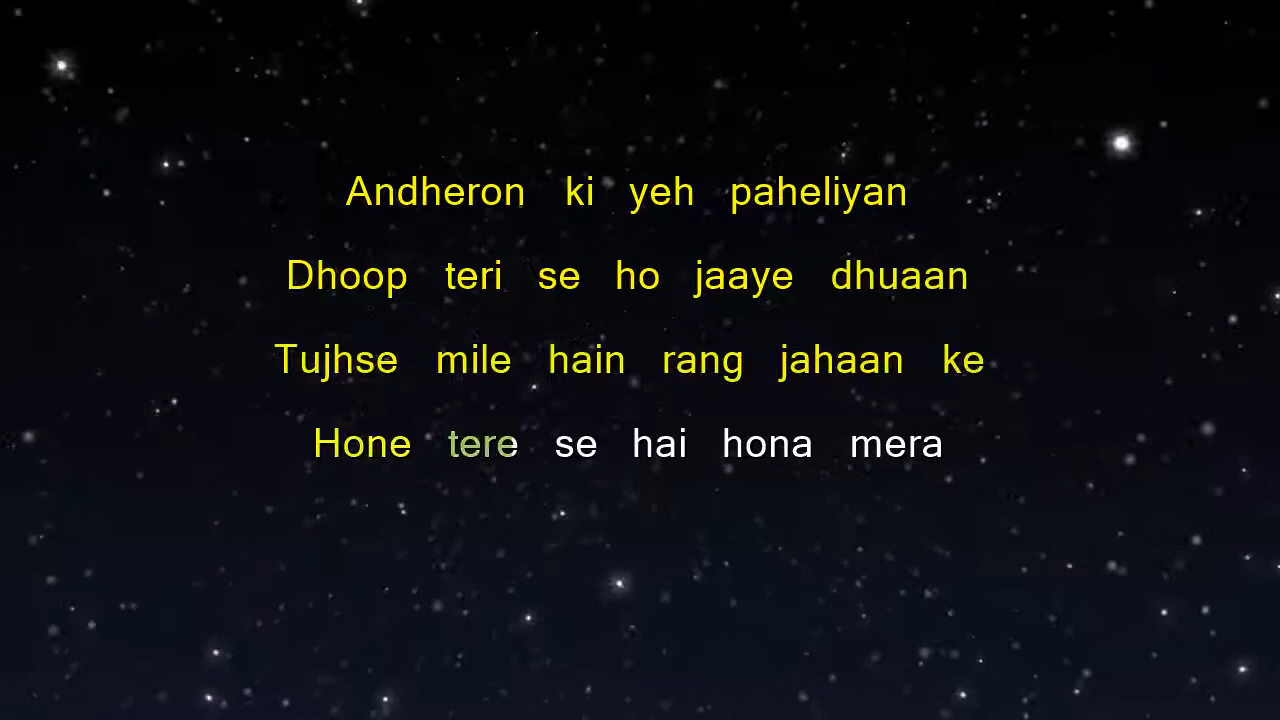 Andheron ki yeh paheliyan
Dhoop teri se ho jaaye dhuaan
Tujhse mile hain rang jahaan ke
Hone tere se hai hona mera